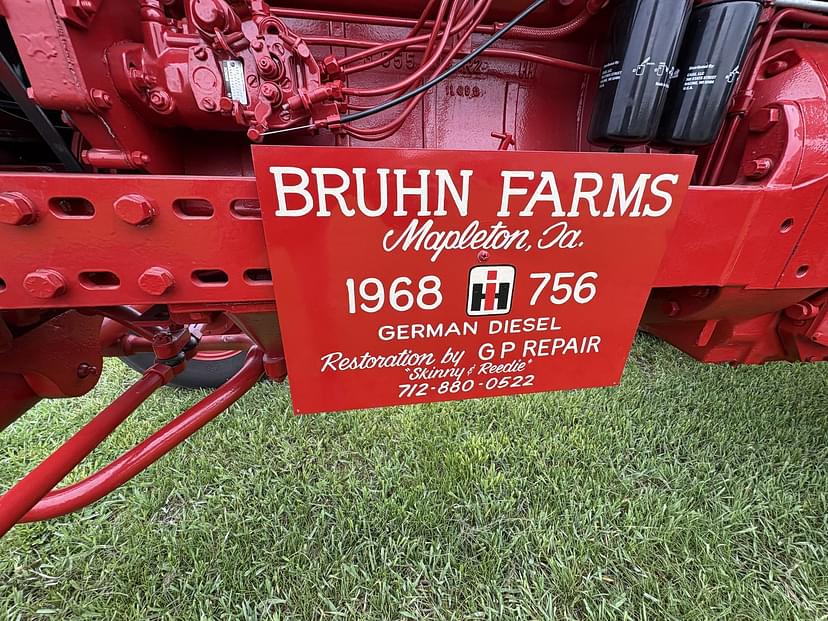 BRUHN FARMS
Mapleton, Ia.
1968 IH 756
GERMAN DIESEL
Restoration by G P REPAIR
"Skinny & Reedie"
712-880-0522